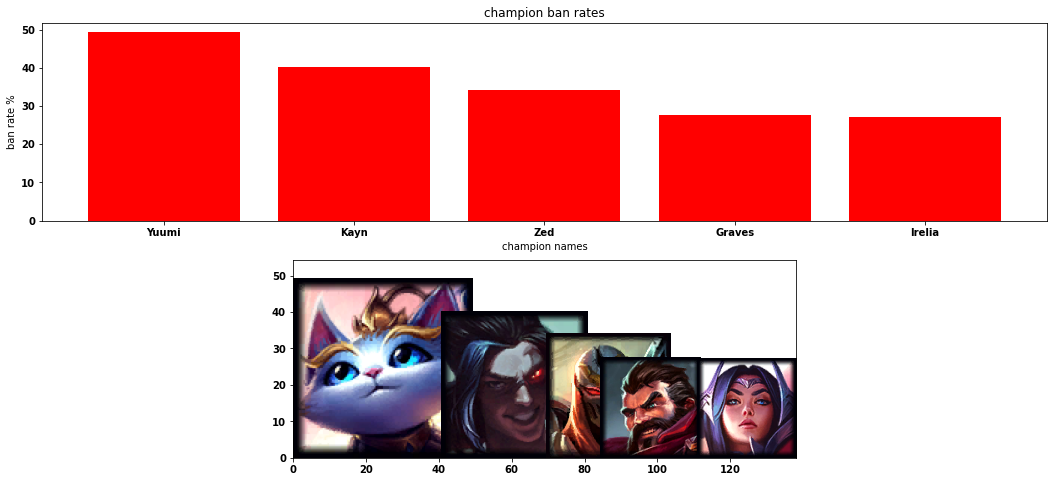 champion ban rates
50
40
30
20
10
0
ban rate %
Yuumi Kayn Zed Graves Irelia
champion names
50
40
30
20
10
0
0 20 40 60 80 100 120